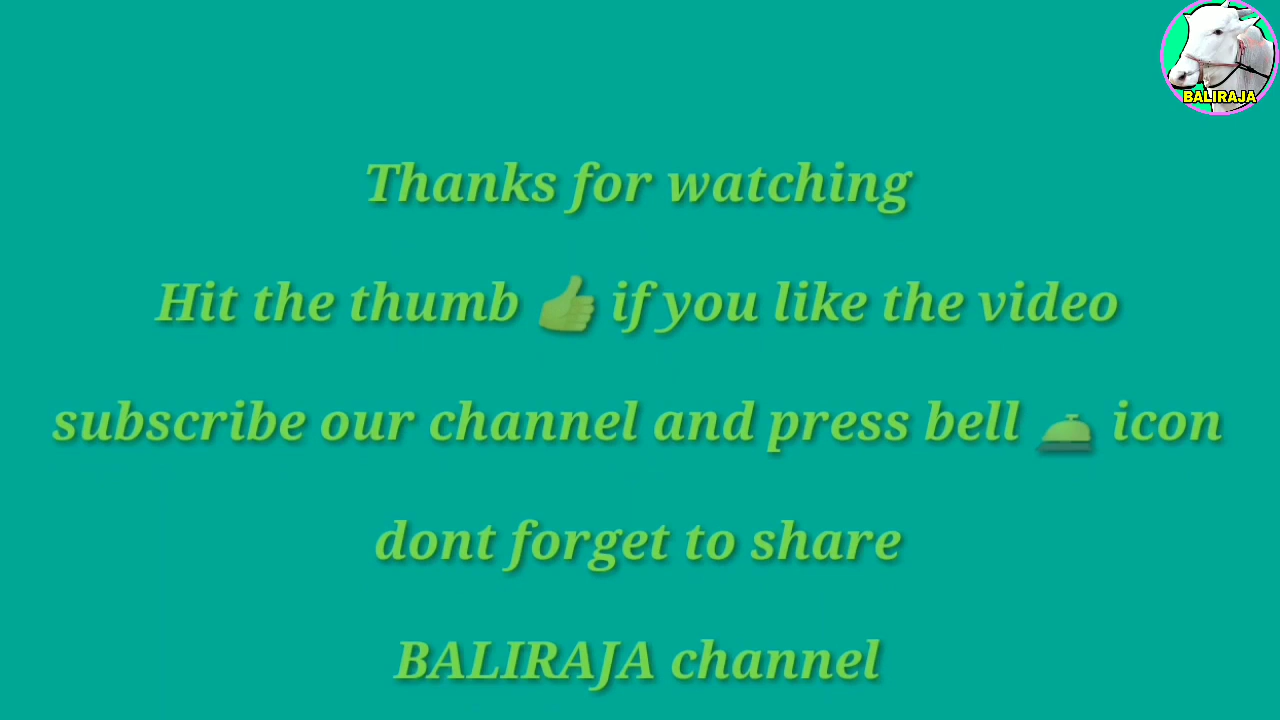 BALIRAJA
Thanks for watching
Hit the thumb 👍 if you like the video
subscribe our channel and press bell 🛎 icon
dont forget to share
BALIRAJA channel